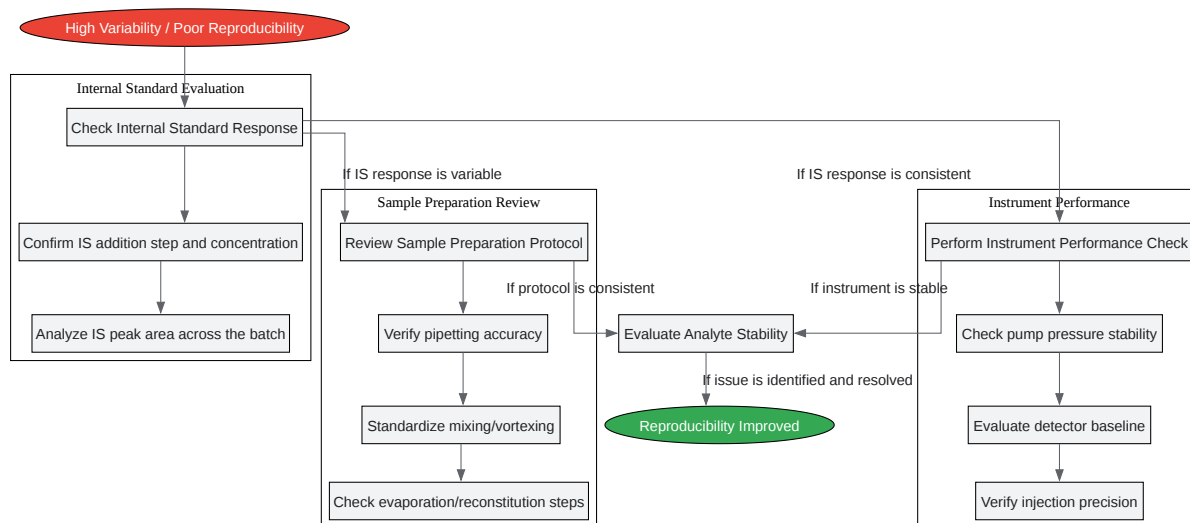 High Variability / Poor Reproducibility
Internal Standard Evaluation
Check Internal Standard Response
If IS response is variable
If IS response is consistent
Sample Preparation Review
Instrument Performance
Confirm IS addition step and concentration
Review Sample Preparation Protocol
Perform Instrument Performance Check
If protocol is consistent
If instrument is stable
Analyze IS peak area across the batch
Verify pipetting accuracy
Evaluate Analyte Stability
Check pump pressure stability
If issue is identified and resolved
Standardize mixing/vortexing
Reproducibility Improved
Evaluate detector baseline
Check evaporation/reconstitution steps
Verify injection precision